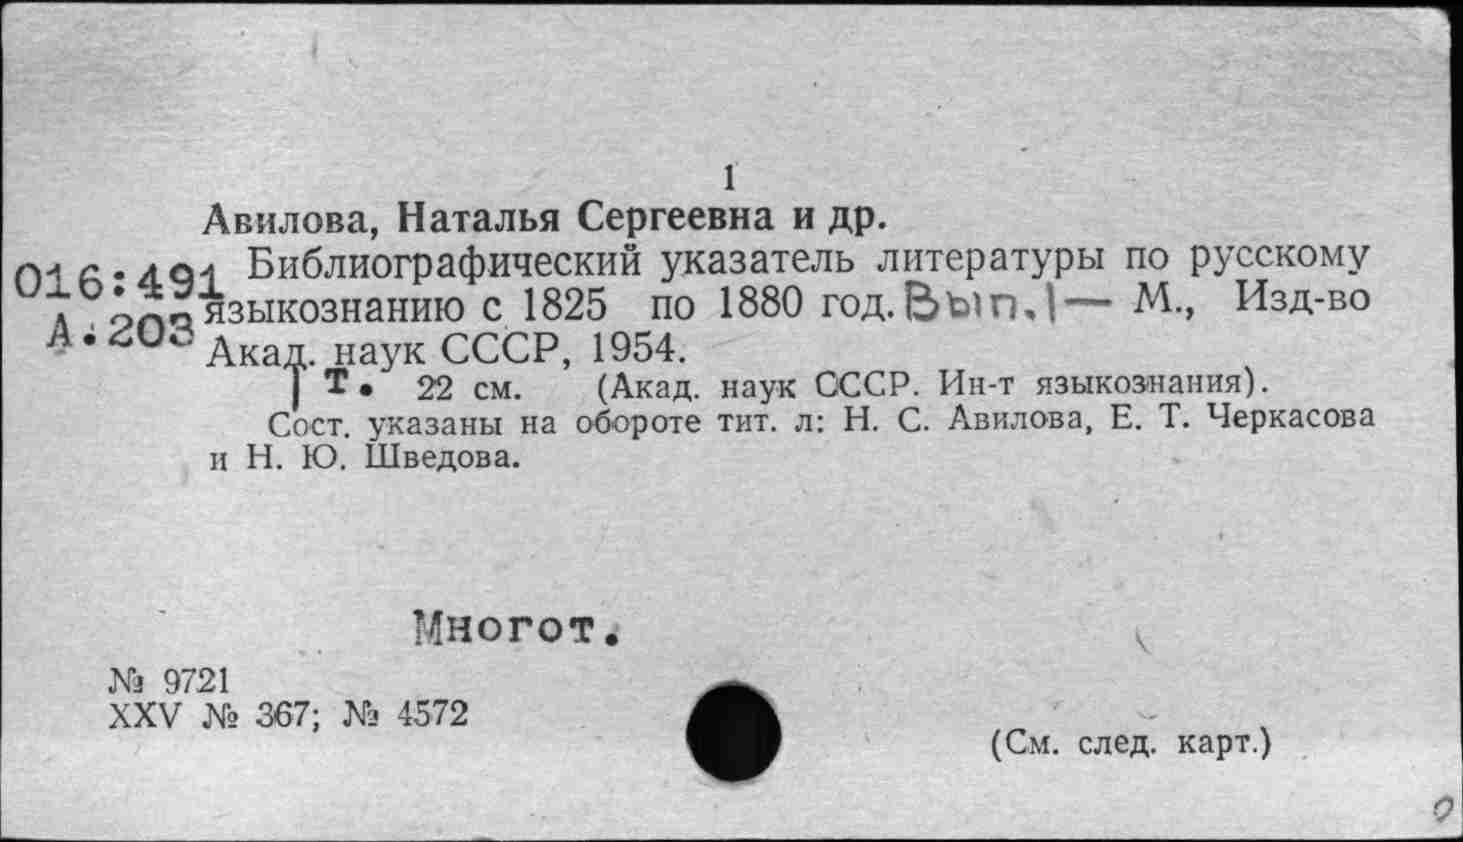 1
Авилова, Наталья Сергеевна и др.
016:491 Библиографический указатель литературы по русскому
А.203 языкознанию с 1825 по 1880 год. Вып.1 — М., Изд-во
Акад. наук СССР, 1954.
1 т. 22 см. (Акад. наук СССР. Ин-т языкознания).
Сост. указаны на обороте тит. л: Н. С. Авилова, Е. Т. Черкасова
и Н. Ю. Шведова.
Многот.
№ 9721
XXV № 367; № 4572
(См. след. карт.)